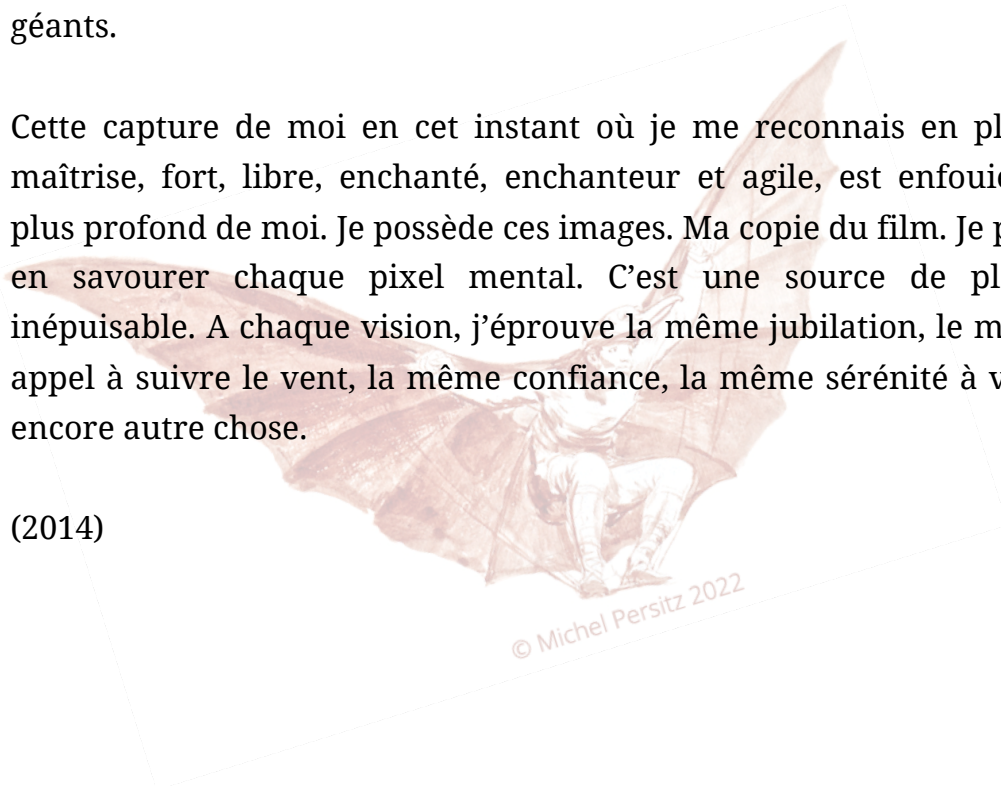 géants.
Cette capture de moi en cet instant où je me reconnais en
maîtrise, fort, libre, enchanté, enchanteur et agile, est
plus profond de moi. Je possède ces images. Ma copie du film. Je
en savourer chaque pixel mental. C’est une source de
inépuisable. A chaque vision, j’éprouve la même jubilation, le
appel à suivre le vent, la même confiance, la même sérénité à
encore autre chose.
(2014)
© Michel Persitz 2022